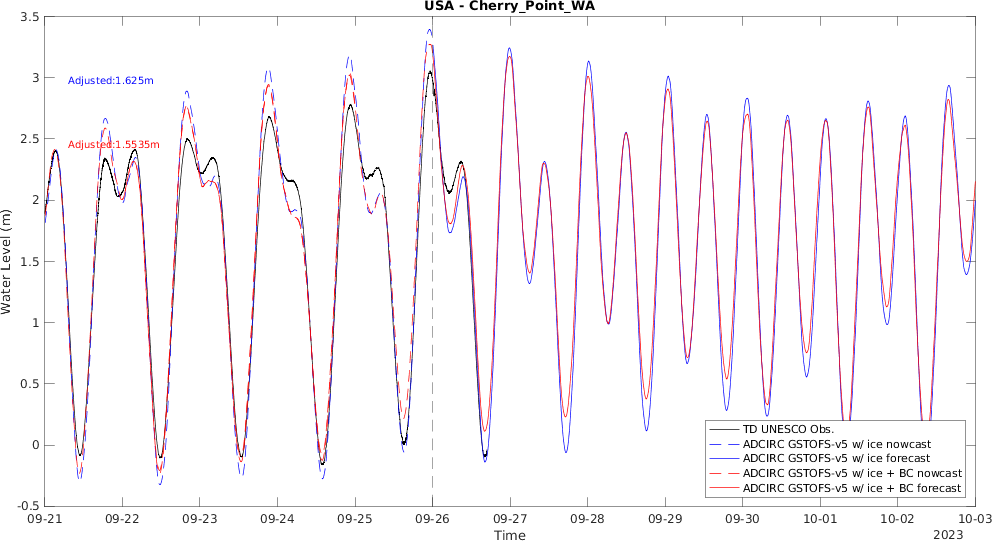 USA - Cherry_Point_WA
3.5
3
2.5
2
1.5
1
0.5
0
-0.5
Water Level (m)
Adjusted:1.625m
Adjusted:1.5535m
TD UNESCO Obs.
ADCIRC GSTOFS-v5 w/ ice nowcast
ADCIRC GSTOFS-v5 w/ ice forecast
ADCIRC GSTOFS-v5 w/ ice + BC nowcast
ADCIRC GSTOFS-v5 w/ ice + BC forecast
09-21 09-22 09-23 09-24 09-25 09-26 09-27 09-28 09-29 09-30 10-01 10-02 10-03
Time
2023